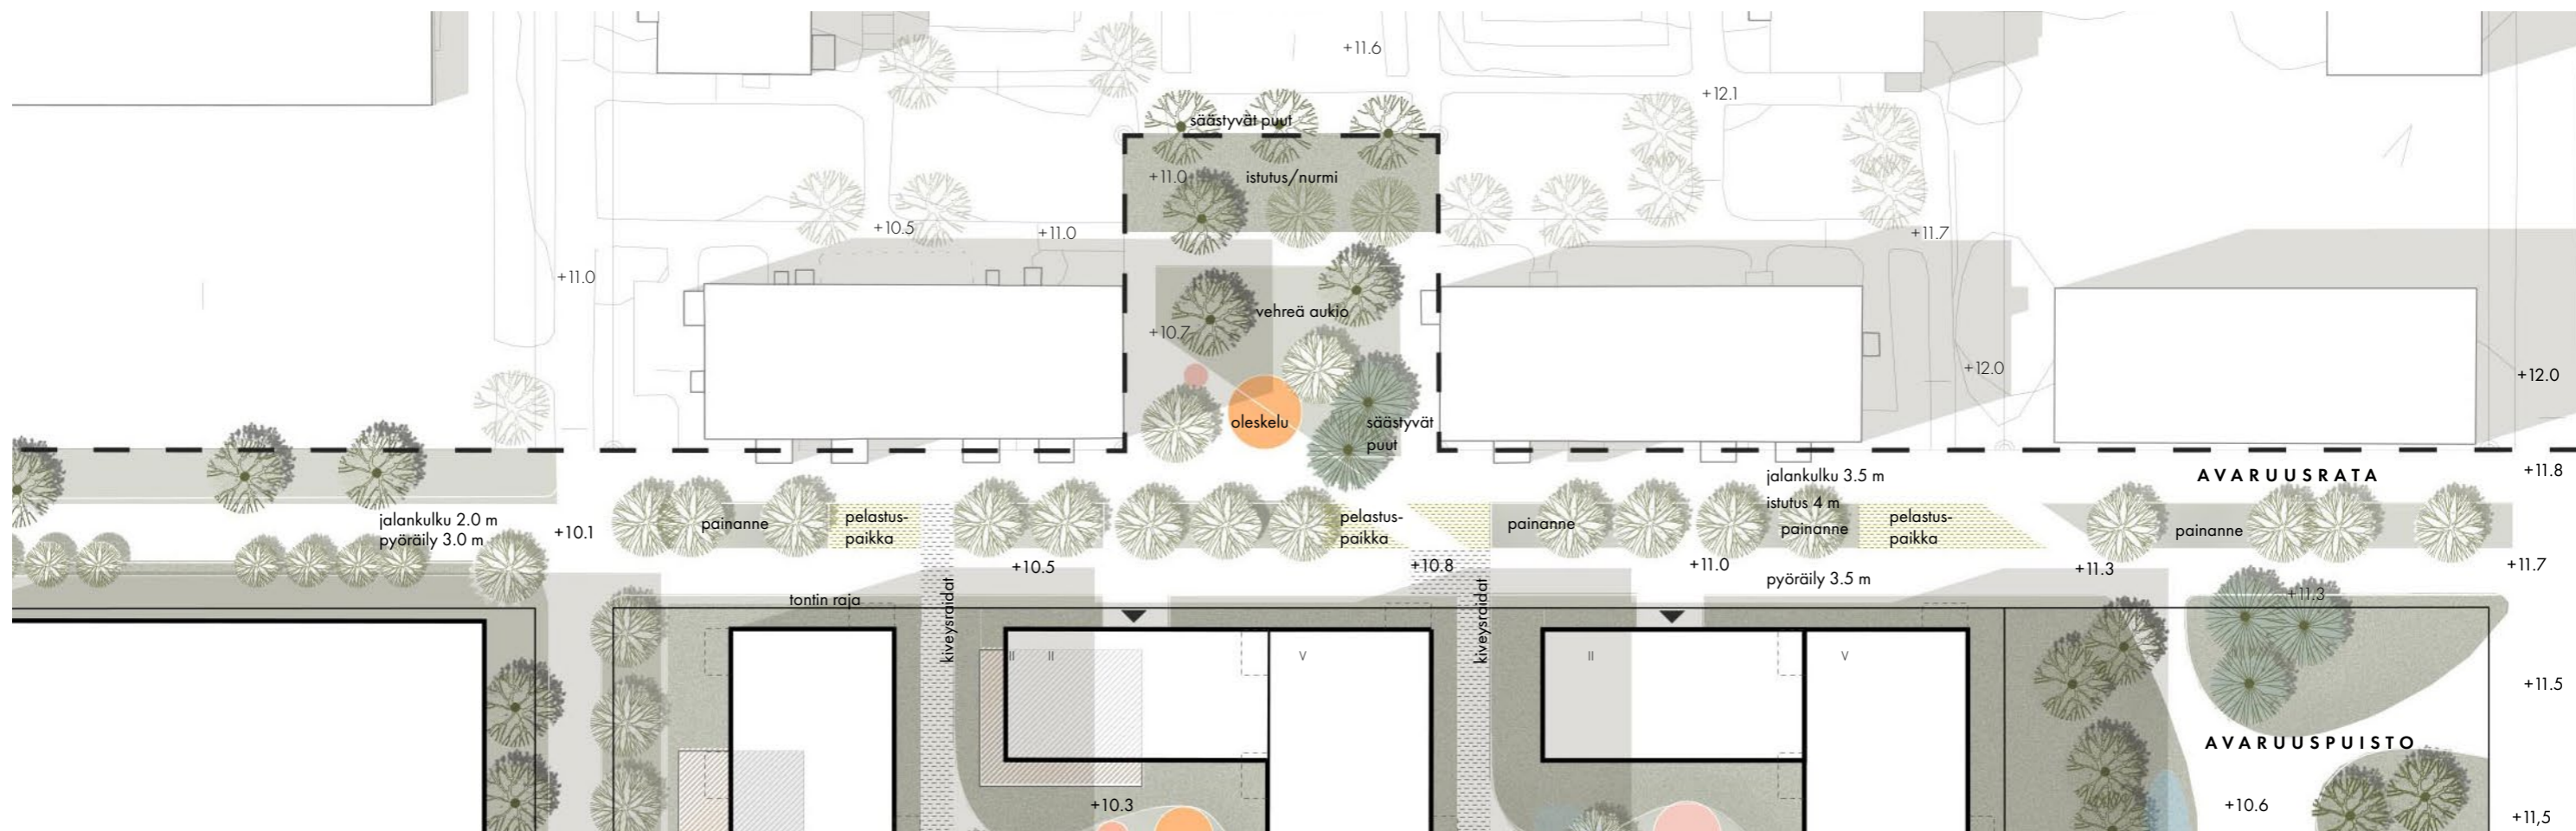 +11.6
+12.1
säästyvät puut
+11.0
istutus/nurmi
+10.5
+11.0
+11.7
+11.0
vehreä aukio
+10.7
+12.0
+12.0
oleskelu
säästyvät
puut
jalankulku 3.5 m
AVARUUSRATA
+11.8
istutus 4 m
jalankulku 2.0 m
pyöräily 3.0 m
+10.1
painanne
pelastus-
paikka
pelastus-
paikka
painanne
painanne
pelastus-
paikka
painanne
+10.5
+10.8
+11.0
pyöräily 3.5 m
+11.3
+11.7
tontin raja
+11.3
kiveysraidat
kiveysraidat
II
II
V
II
V
+11.5
AVARUUSPUISTO
+10.3
+10.6
+11,5